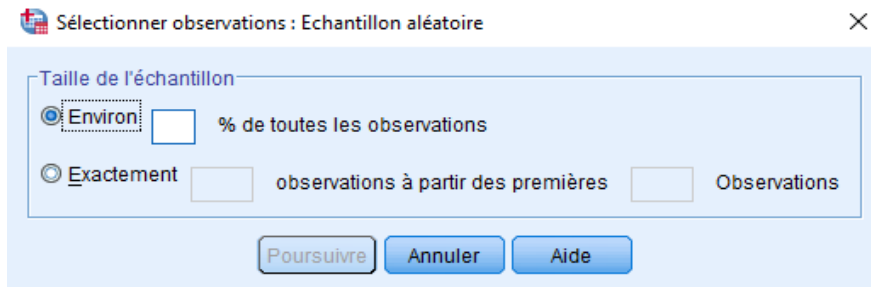 Sélectionner observations : Echantillon aléatoire
Taille de l'échantillon
Environ % de toutes les observations
Exactement observations à partir des premières Observations
Poursuivre Annuler Aide